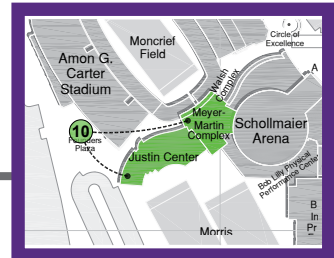 Moncrief
Field
Circle of
Excellence
Amon G.
Carter
Stadium
Walsh
Complex
A
Meyer-
Martin
Complex
Schollmaier
Arena
10
Plaza
Justin Center
Bob Lilly Physical
Performance Center
B
In
Pr
Morris